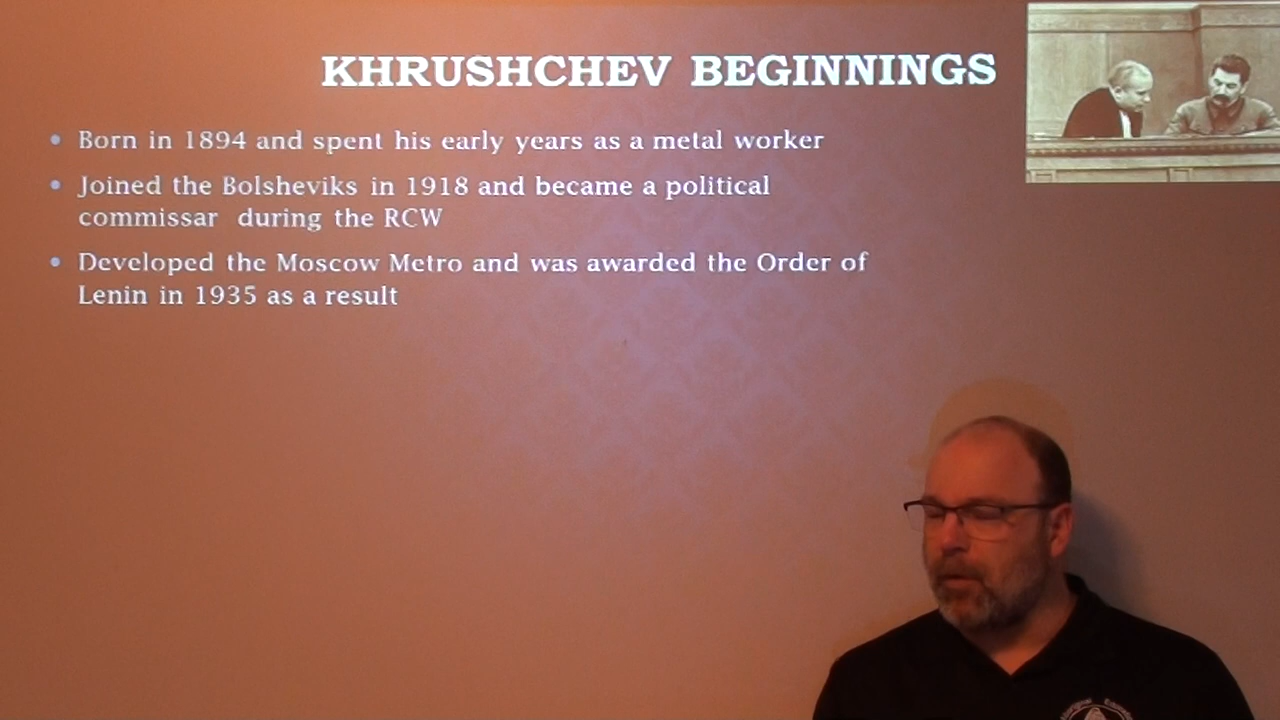 KHRUSHCHEV BEGINNINGS
• Born in 1894 and spent his early years as a metal worker
• Joined the Bolsheviks in 1918 and became a political
commissar during the RCW
• Developed the Moscow Metro and was awarded the Order of
Lenin in 1935 as a result